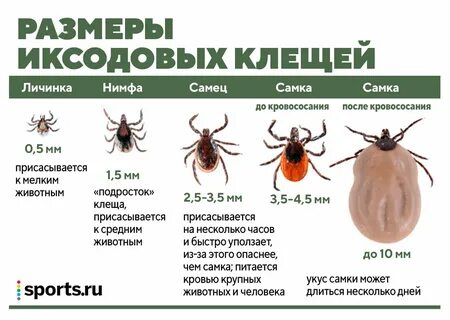 РАЗМЕРЫ
ИКСОДОВЫХ КЛЕЩЕЙ
Личинка
Нимфа
Самец
Самка
Самка
до кровососания
после кровососания
0,5 мм
присасывается
к мелким
животным
1,5 мм
«подросток»
клеща,
присасывается
к средним
животным
2,5-3,5 мм
присасывается
на несколько часов
и быстро уползает,
из-за этого опаснее,
чем самка; питается
кровью крупных
животных и человека
3,5-4,5 мм
до 10 мм
укус самки может
длиться несколько дней
sports.ru